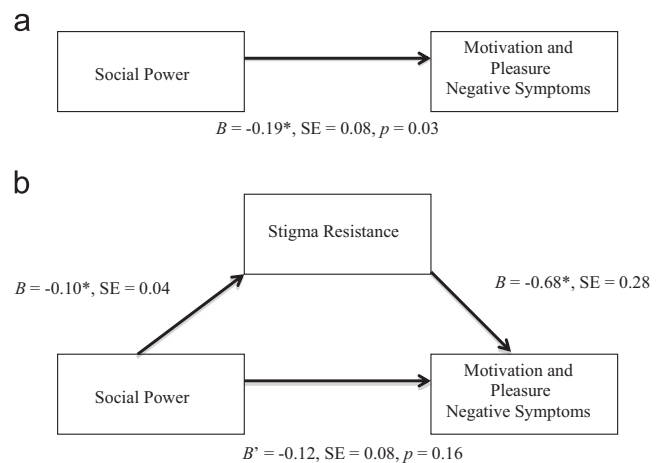 a
Social Power
Motivation and
Pleasure
Negative Symptoms
B = -0.19*, SE = 0.08, p = 0.03
b
Stigma Resistance
B = -0.10*, SE = 0.04
B = -0.68*, SE = 0.28
Social Power
Motivation and
Pleasure
Negative Symptoms
B’ = -0.12, SE = 0.08, p = 0.16